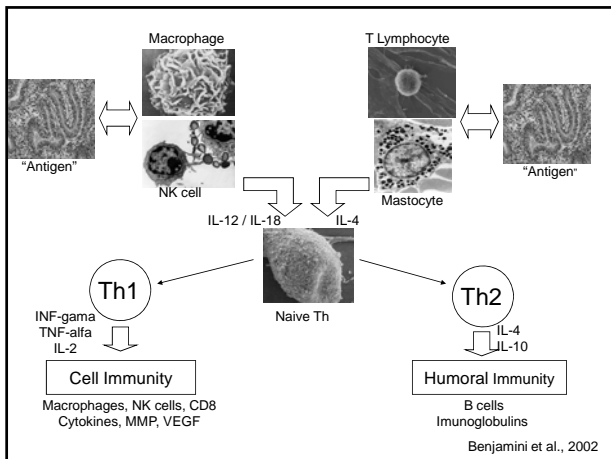 Macrophage
T Lymphocyte
“Antigen”
“Antigen“
NK cell
Mastocyte
IL-12 / IL-18
IL-4
Naive Th
Th1
Th2
INF-gama
TNF-alfa
IL-2
IL-4
IL-10
Cell Immunity
Humoral Immunity
Macrophages, NK cells, CD8
Cytokines, MMP, VEGF
B cells
Imunoglobulins
Benjamini et al., 2002